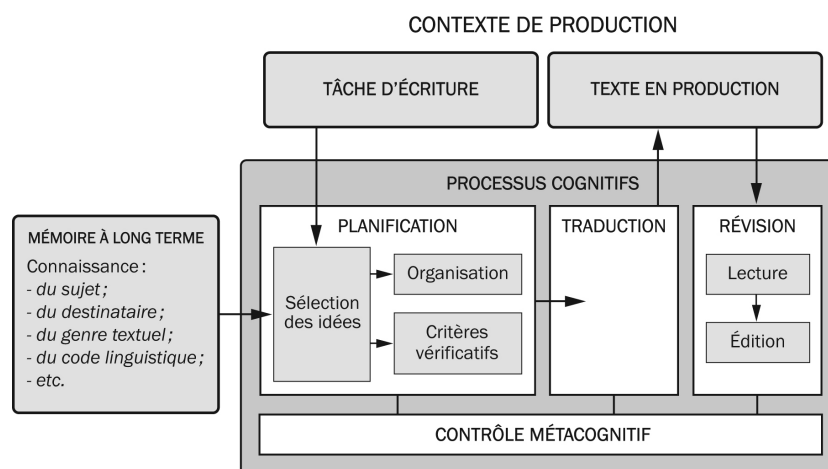 CONTEXTE DE PRODUCTION
TÂCHE D’ÉCRITURE
TEXTE EN PRODUCTION
PROCESSUS COGNITIFS
MÉMOIRE À LONG TERME
Connaissance :
- du sujet ;
- du destinataire ;
- du genre textuel ;
- du code linguistique ;
- etc.
PLANIFICATION
Sélection
des idées
Organisation
Critères
vérificatifs
TRADUCTION
RÉVISION
Lecture
Édition
CONTRÔLE MÉTACOGNITIF